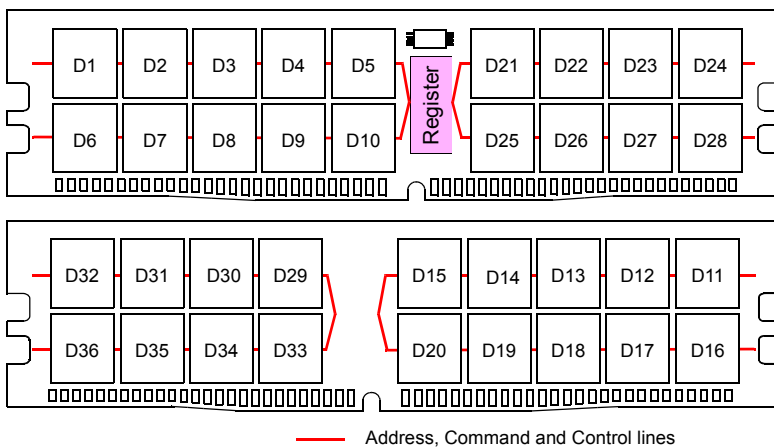 D1 D2 D3 D4 D5 D21 D22 D23 D24
Register
D6 D7 D8 D9 D10 D25 D26 D27 D28
D32 D31 D30 D29 D15 D14 D13 D12 D11
D36 D35 D34 D33 D20 D19 D18 D17 D16
Address, Command and Control lines